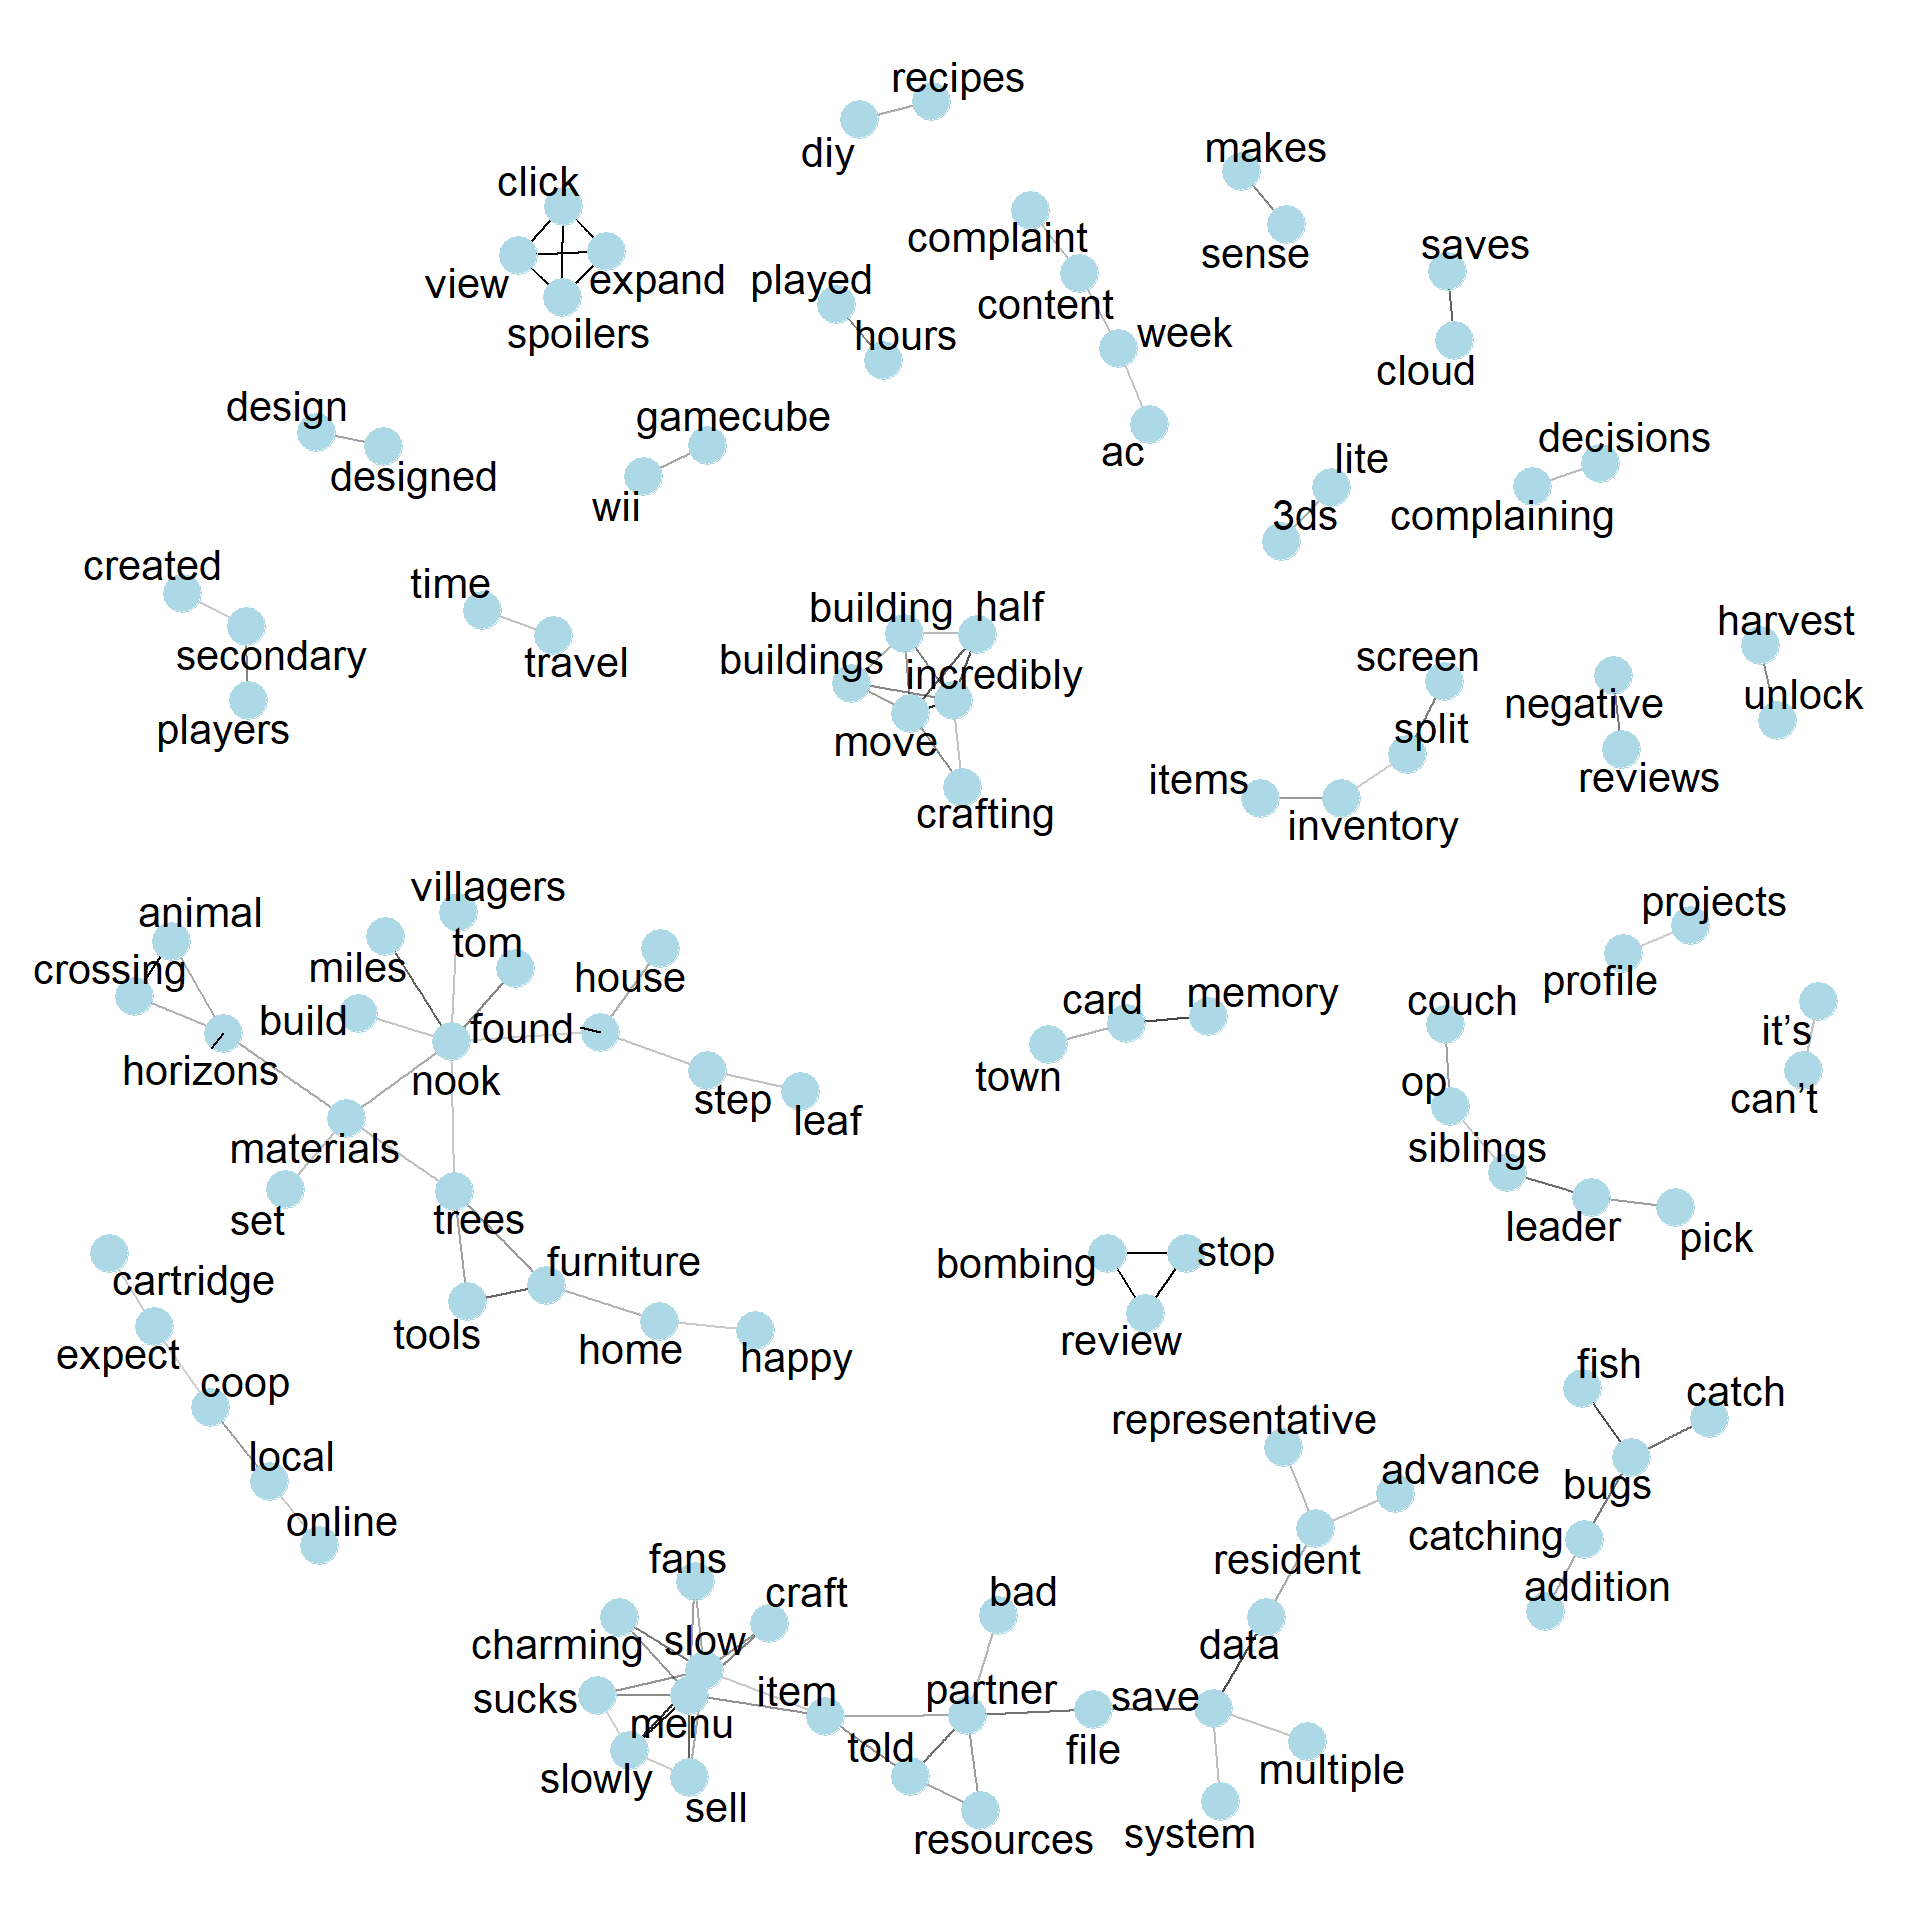 recipes
diy
makes
click
complaint
sense
saves
view
expand
played
content
spoilers
hours
week
cloud
design
gamecube
decisions
ac
lite
designed
wii
3ds
complaining
created
time
building
half
harvest
secondary
travel
buildings
incredibly
screen
negative
unlock
players
move
split
items
reviews
crafting
inventory
villagers
animal
tom
projects
crossing
miles
house
card
memory
couch
profile
build
found
it’s
horizons
nook
town
op
can’t
step
leaf
materials
siblings
set
trees
leader
pick
furniture
bombing
stop
cartridge
tools
home
happy
review
expect
coop
fish
catch
representative
local
advance
bugs
online
catching
fans
craft
bad
resident
addition
charming
slow
data
sucks
item
partner
save
menu
told
file
slowly
multiple
sell
resources
system